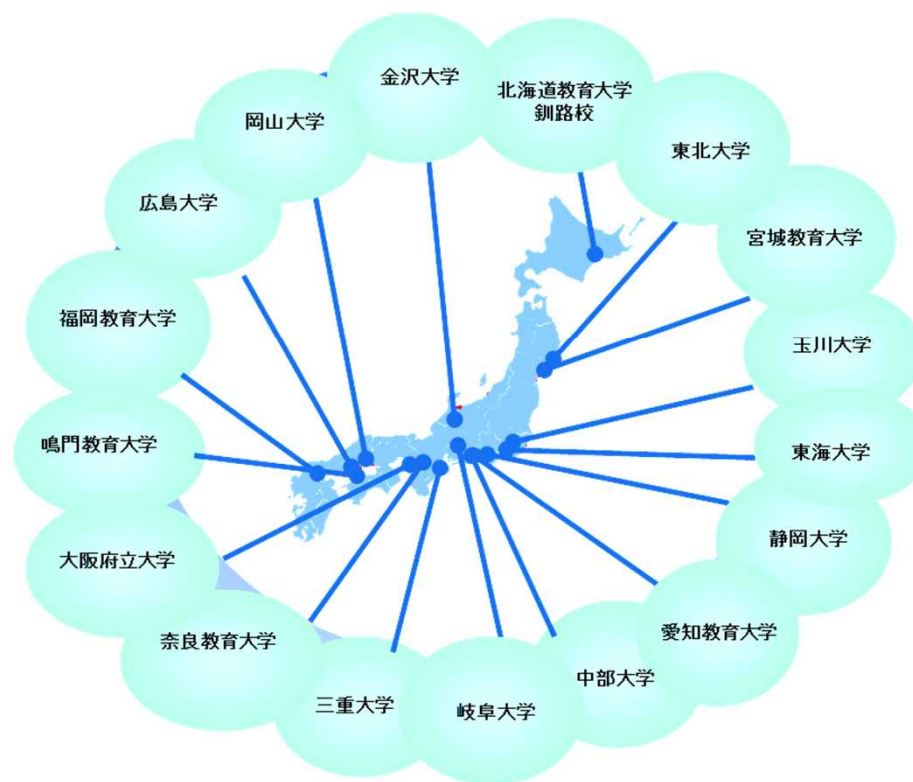 金沢大学
北海道教育大学
釧路校
東北大学
宮城教育大学
玉川大学
東海大学
静岡大学
愛知教育大学
中部大学
岐阜大学
三重大学
奈良教育大学
大阪府立大学
鳴門教育大学
福岡教育大学
広島大学
岡山大学